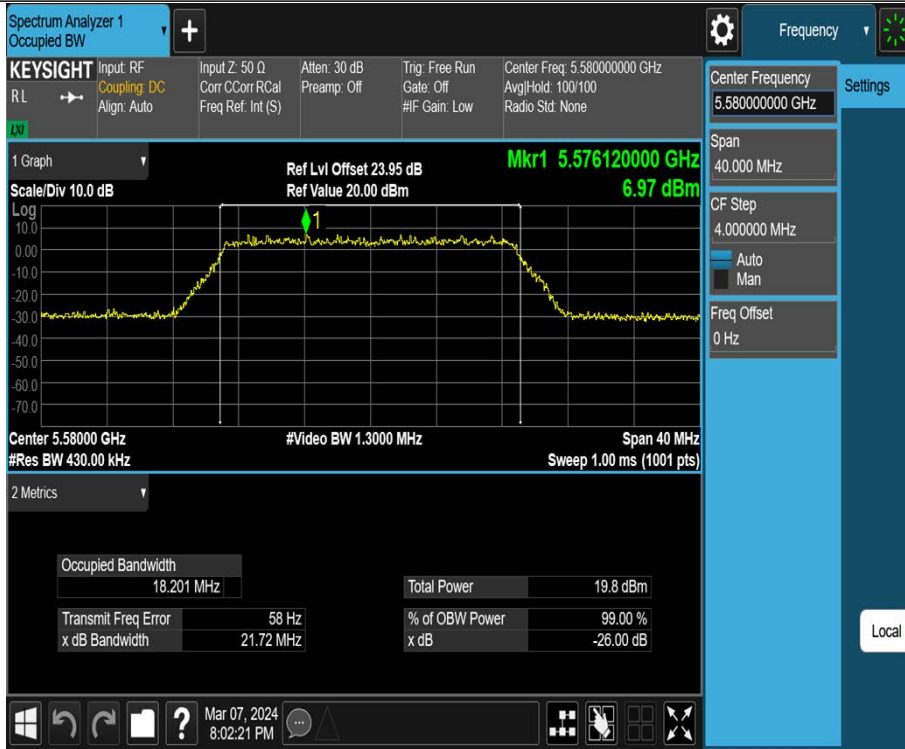 Spectrum Analyzer 1
Occupied BW
+
Frequency
KEYSIGHT
R L
LXI
Input: RF
Coupling: DC
Align: Auto
Input Z: 50 Ω
Corr CCorr RCal
Freq Ref: Int (S)
Atten: 30 dB
Preamp: Off
Trig: Free Run
Gate: Off
#IF Gain: Low
Center Freq: 5.580000000 GHz
Avg|Hold: 100/100
Radio Std: None
Center Frequency
5.580000000 GHz
Settings
Span
40.000 MHz
CF Step
4.000000 MHz
Auto
Man
Freq Offset
0 Hz
1 Graph
Scale/Div 10.0 dB
Ref Lvl Offset 23.95 dB
Ref Value 20.00 dBm
Mkr1 5.576120000 GHz
6.97 dBm
Log
10.0
0.00
-10.0
-20.0
-30.0
-40.0
-50.0
-60.0
-70.0
1
Center 5.58000 GHz
#Res BW 430.00 kHz
#Video BW 1.3000 MHz
Span 40 MHz
Sweep 1.00 ms (1001 pts)
2 Metrics
Occupied Bandwidth
18.201 MHz
Total Power 19.8 dBm
Transmit Freq Error 58 Hz
% of OBW Power 99.00 %
x dB Bandwidth 21.72 MHz
x dB -26.00 dB
Local
?
Mar 07, 2024
8:02:21 PM